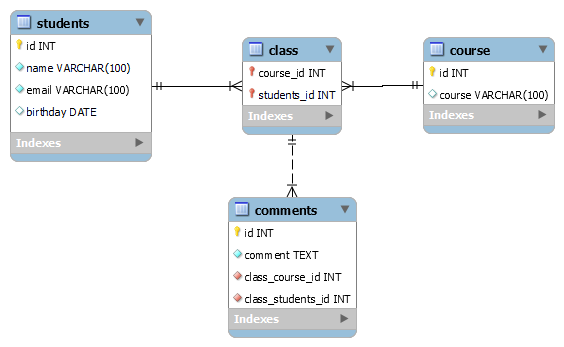 students
id INT
name VARCHAR(100)
email VARCHAR(100)
birthday DATE
Indexes
class
course_id INT
students_id INT
Indexes
course
id INT
course VARCHAR(100)
Indexes
comments
id INT
comment TEXT
class_course_id INT
class_students_id INT
Indexes